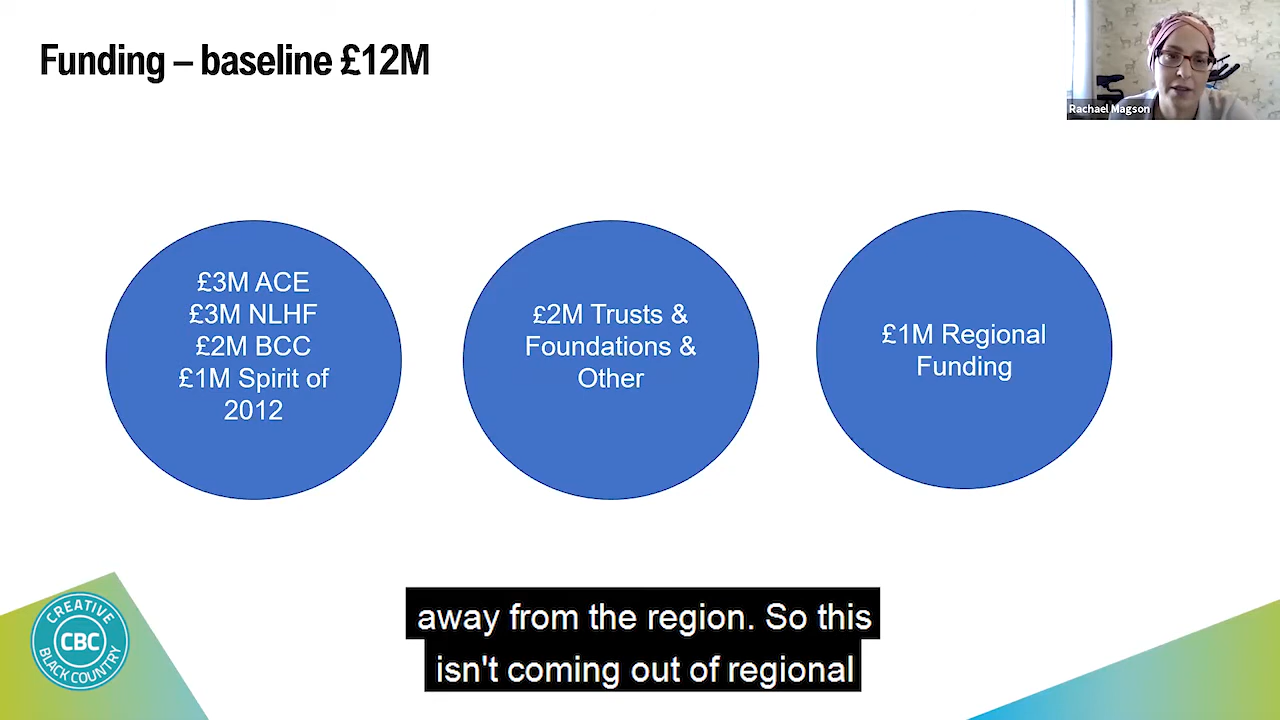 Funding – baseline £12M
Rachael Magson
£3M ACE
£3M NLHF
£2M BCC
£1M Spirit of
2012
£2M Trusts &
Foundations &
Other
£1M Regional
Funding
CREATIVE
CBC
BLACK COUNTRY
away from the region. So this
isn't coming out of regional